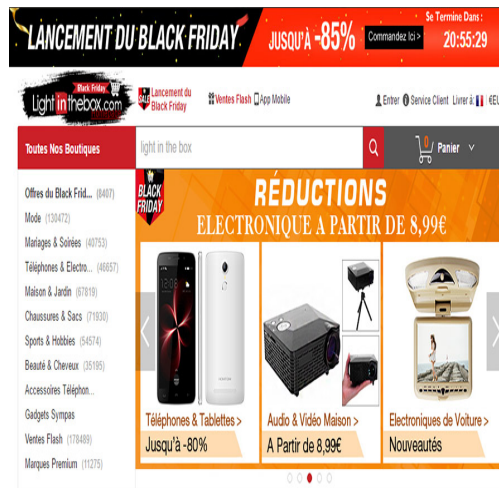 LANCEMENT DU BLACK FRIDAY JUSQU'À -85% Commandez Ici > Se Termine Dans :
20:55:29
Black Friday
Light in thebox.com
SALE Lancement du
Black Friday
Ventes Flash App Mobile
Entrer Service Client Livrer à: €EU
Toutes Nos Boutiques
light in the box
0
Panier
Offres du Black Frid... (8407)
Mode (130472)
Mariages & Soirées (40753)
Téléphones & Electro... (46657)
Maison & Jardin (67819)
Chaussures & Sacs (71930)
Sports & Hobbies (54574)
Beauté & Cheveux (35195)
Accessoires Téléphon...
Gadgets Sympas
Ventes Flash (178489)
Marques Premium (11275)
BLACK
FRIDAY
RÉDUCTIONS
ELECTRONIQUE A PARTIR DE 8,99€
Téléphones & Tablettes >
Jusqu'à -80%
Audio & Vidéo Maison >
A Partir de 8,99€
Electroniques de Voiture >
Nouveautés